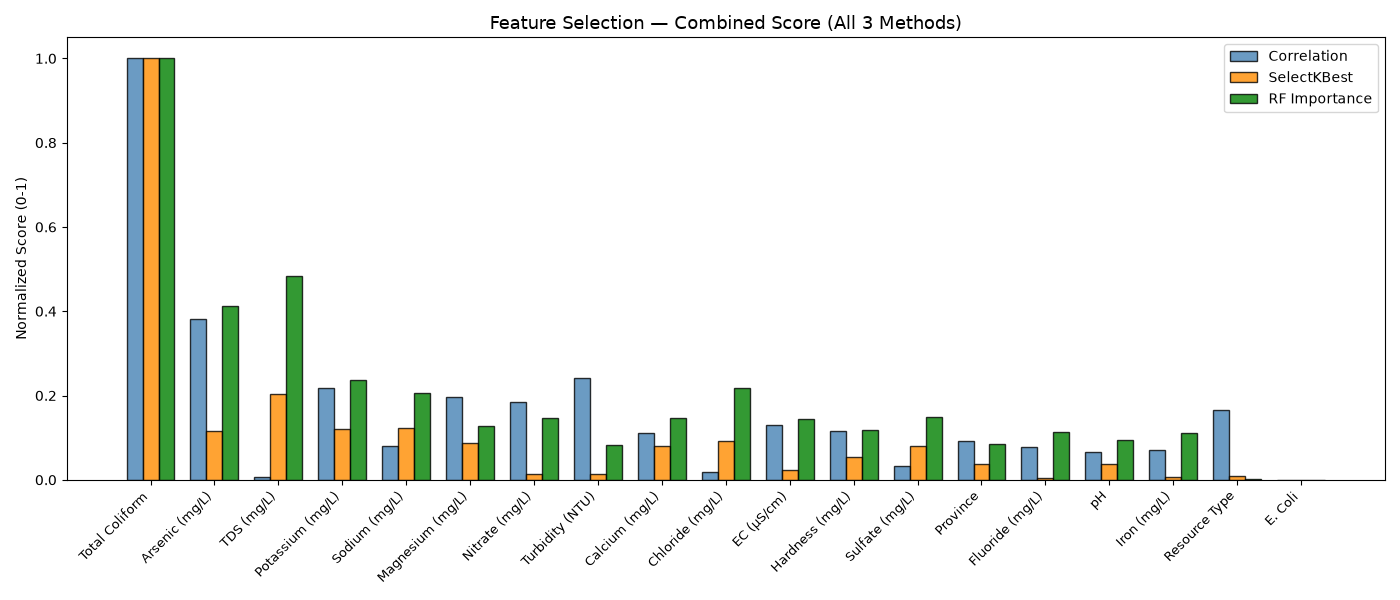 Feature Selection — Combined Score (All 3 Methods)
Correlation
SelectKBest
RF Importance
Normalized Score (0-1)
1.0
0.8
0.6
0.4
0.2
0.0
Total Coliform
Arsenic (mg/L)
TDS (mg/L)
Potassium (mg/L)
Sodium (mg/L)
Magnesium (mg/L)
Nitrate (mg/L)
Turbidity (NTU)
Calcium (mg/L)
Chloride (mg/L)
EC (µS/cm)
Hardness (mg/L)
Sulfate (mg/L)
Province
Fluoride (mg/L)
pH
Iron (mg/L)
Resource Type
E. Coli